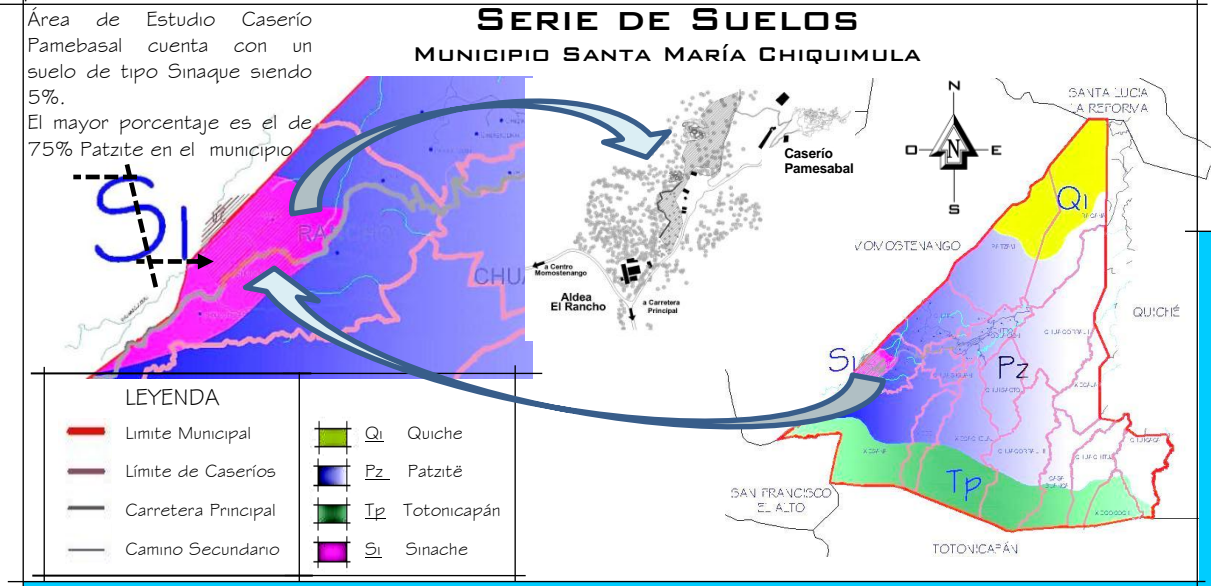 Área de Estudio Caserío
Pamebasal cuenta con un
suelo de tipo Sinaque siendo
5%.
El mayor porcentaje es el de
75% Patzite en el municipio
SERIE DE SUELOS
MUNICIPIO SANTA MARÍA CHIQUIMULA
Si
RANCHO
CHUA
Caserío
Pamesabal
a Centro
Momostenango
Aldea
El Rancho
a Carretera
Principal
N
O N E
S
SANTA LUCIA
LA REFORMA
Qi
MOMOSTENANGO
QUICHÉ
Si
Pz
Tp
SAN FRANCISCO
EL ALTO
TOTONICAPÁN
LEYENDA
Limite Municipal
Límite de Caseríos
Carretera Principal
Camino Secundario
Qi Quiche
Pz Patzitë
Tp Totonicapán
Si Sinache